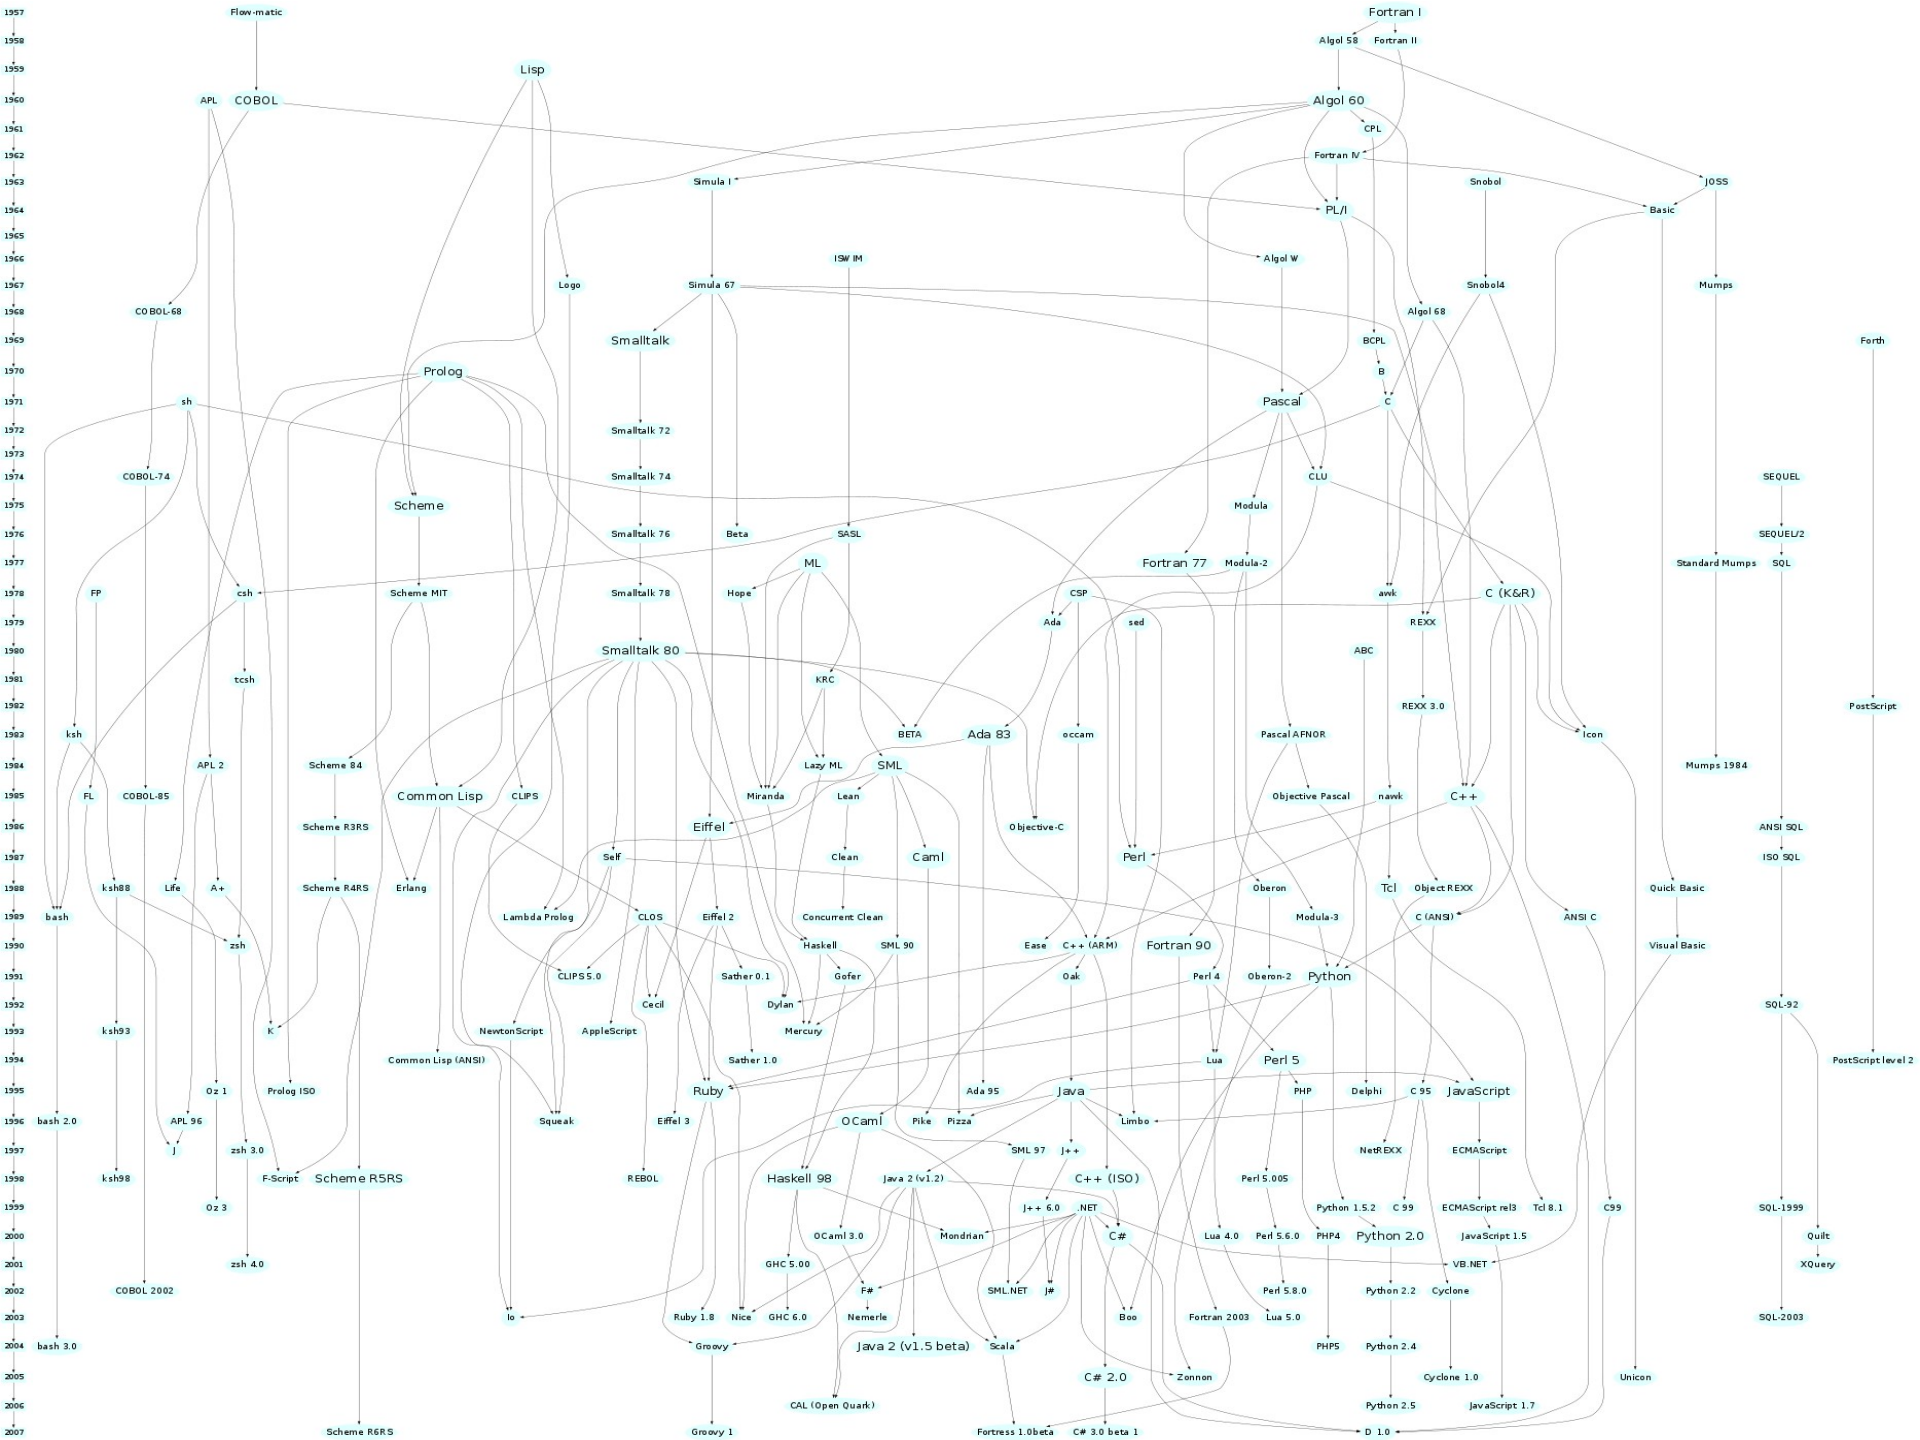 1957 Flow-matic Fortran I
1958 Algol 58 Fortran II
1959 Lisp
1960 APL COBOL Algol 60
1961 CPL
1962 Fortran IV
1963 Simula I Snobol JOSS
1964 PL/I Basic
1965
1966 ISWIM Algol W
1967 Logo Simula 67 Snobol4 Mumps
1968 COBOL-68 Algol 68
1969 Smalltalk BCPL Forth
1970 Prolog B
1971 sh Pascal C
1972 Smalltalk 72
1973
1974 COBOL-74 Smalltalk 74 CLU SEQUEL
1975 Scheme Modula
1976 Smalltalk 76 Beta SASL SEQUEL/2
1977 ML Fortran 77 Modula-2 Standard Mumps SQL
1978 FP csh Scheme MIT Smalltalk 78 Hope CSP awk C (K&R)
1979 Ada sed REXX
1980 Smalltalk 80 ABC
1981 tcsh KRC
1982 REXX 3.0 PostScript
1983 ksh BETA Ada 83 occam Pascal AFNOR Icon
1984 APL 2 Scheme 84 Lazy ML SML Mumps 1984
1985 FL COBOL-85 Common Lisp CLIPS Miranda Lean Objective Pascal nawk C++
1986 Scheme R3RS Eiffel Objective-C ANSI SQL
1987 Self Clean Caml Perl ISO SQL
1988 ksh88 Life A+ Scheme R4RS Erlang Oberon Tcl Object REXX Quick Basic
1989 bash Lambda Prolog CLOS Eiffel 2 Concurrent Clean Modula-3 C (ANSI) ANSI C
1990 zsh Haskell SML 90 Ease C++ (ARM) Fortran 90 Visual Basic
1991 CLIPS 5.0 Sather 0.1 Gofer Oak Perl 4 Oberon-2 Python
1992 Cecil Dylan SQL-92
1993 ksh93 K NewtonScript AppleScript Mercury
1994 Common Lisp (ANSI) Sather 1.0 Lua Perl 5 PostScript level 2
1995 Oz 1 Prolog ISO Ruby Ada 95 Java PHP Delphi C 95 JavaScript
1996 bash 2.0 APL 96 Squeak Eiffel 3 OCaml Pike Pizza Limbo
1997 J zsh 3.0 SML 97 J++ NetREXX ECMAScript
1998 ksh98 F-Script Scheme R5RS REBOL Haskell 98 Java 2 (v1.2) C++ (ISO) Perl 5.005
1999 Oz 3 J++ 6.0 .NET Python 1.5.2 C 99 ECMAScript rel3 Tcl 8.1 C99 SQL-1999
2000 OCaml 3.0 Mondrian C# Lua 4.0 Perl 5.6.0 PHP4 Python 2.0 JavaScript 1.5 Quilt
2001 zsh 4.0 GHC 5.00 VB.NET XQuery
2002 COBOL 2002 F# SML.NET J# Perl 5.8.0 Python 2.2 Cyclone
2003 Io Ruby 1.8 Nice GHC 6.0 Nemerle Boo Fortran 2003 Lua 5.0 SQL-2003
2004 bash 3.0 Groovy Java 2 (v1.5 beta) Scala PHP5 Python 2.4
2005 C# 2.0 Zonnon Cyclone 1.0 Unicon
2006 CAL (Open Quark) Python 2.5 JavaScript 1.7
2007 Scheme R6RS Groovy 1 Fortress 1.0beta C# 3.0 beta 1 D 1.0